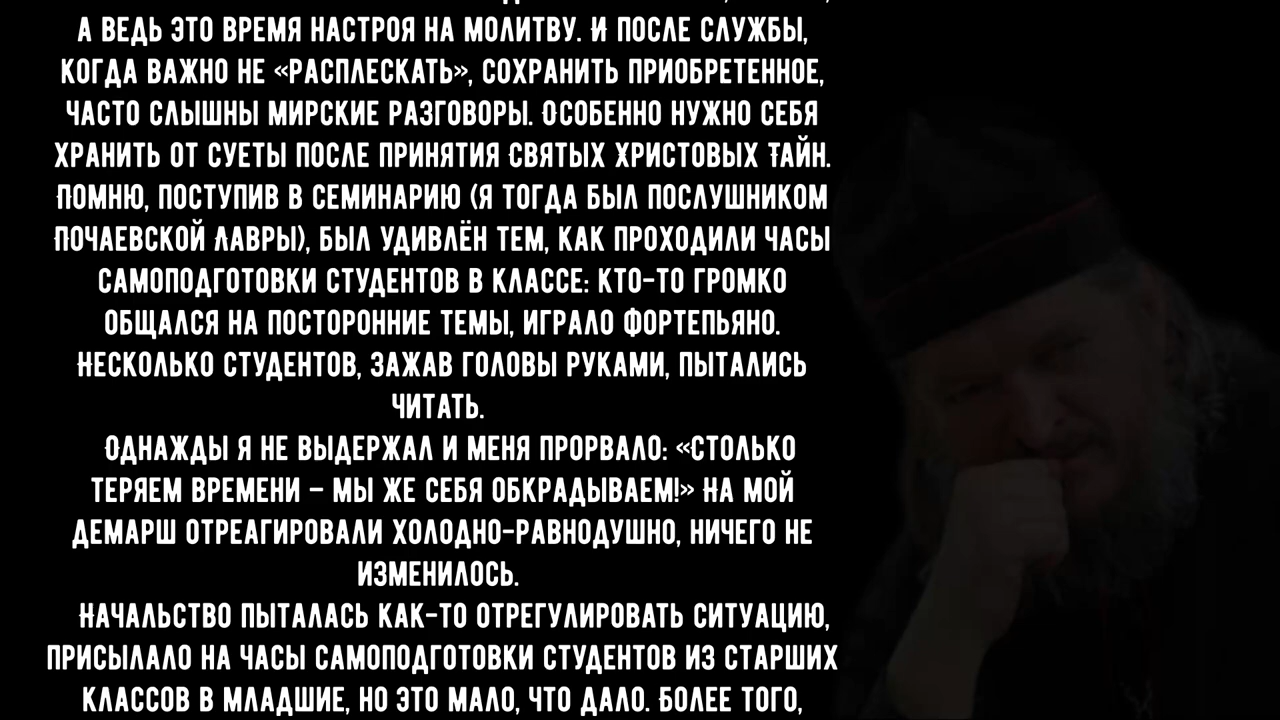 А ВЕДЬ ЭТО ВРЕМЯ НАСТРОЯ НА МОЛИТВУ. И ПОСЛЕ СЛУЖБЫ,
КОГДА ВАЖНО НЕ «РАСПЛЕСКАТЬ», СОХРАНИТЬ ПРИОБРЕТЕННОЕ,
ЧАСТО СЛЫШНЫ МИРСКИЕ РАЗГОВОРЫ. ОСОБЕННО НУЖНО СЕБЯ
ХРАНИТЬ ОТ СУЕТЫ ПОСЛЕ ПРИНЯТИЯ СВЯТЫХ ХРИСТОВЫХ ТАЙН.
ПОМНЮ, ПОСТУПИВ В СЕМИНАРИЮ (Я ТОГДА БЫЛ ПОСЛУШНИКОМ
ПОЧАЕВСКОЙ ЛАВРЫ), БЫЛ УДИВЛЁН ТЕМ, КАК ПРОХОДИЛИ ЧАСЫ
САМОПОДГОТОВКИ СТУДЕНТОВ В КЛАССЕ: КТО-ТО ГРОМКО
ОБЩАЛСЯ НА ПОСТОРОННИЕ ТЕМЫ, ИГРАЛО ФОРТЕПЬЯНО.
НЕСКОЛЬКО СТУДЕНТОВ, ЗАЖАВ ГОЛОВЫ РУКАМИ, ПЫТАЛИСЬ
ЧИТАТЬ.
ОДНАЖДЫ Я НЕ ВЫДЕРЖАЛ И МЕНЯ ПРОРВАЛО: «СТОЛЬКО
ТЕРЯЕМ ВРЕМЕНИ – МЫ ЖЕ СЕБЯ ОБКРАДЫВАЕМ!» НА МОЙ
ДЕМАРШ ОТРЕАГИРОВАЛИ ХОЛОДНО-РАВНОДУШНО, НИЧЕГО НЕ
ИЗМЕНИЛОСЬ.
НАЧАЛЬСТВО ПЫТАЛАСЬ КАК-ТО ОТРЕГУЛИРОВАТЬ СИТУАЦИЮ,
ПРИСЫЛАЛО НА ЧАСЫ САМОПОДГОТОВКИ СТУДЕНТОВ ИЗ СТАРШИХ
КЛАССОВ В МЛАДШИЕ, НО ЭТО МАЛО, ЧТО ДАЛО. БОЛЕЕ ТОГО,